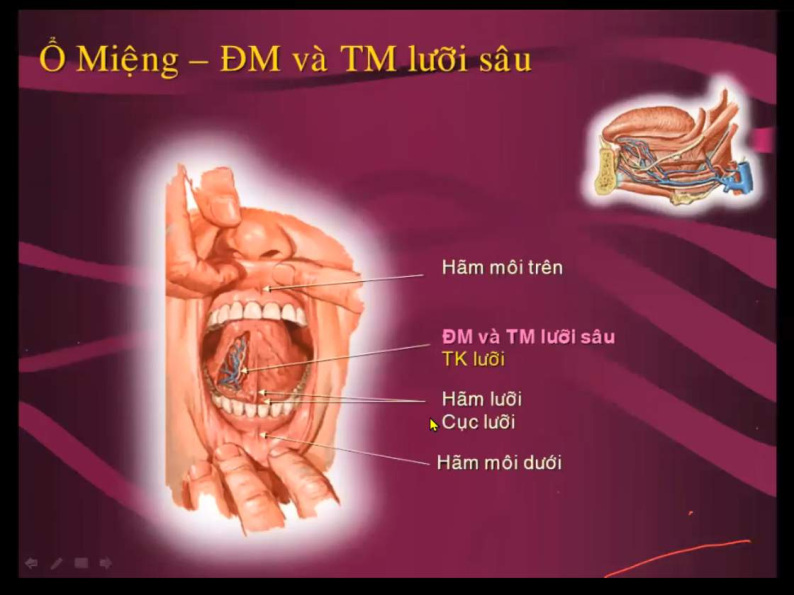 Ổ Miệng – ĐM và TM lưỡi sâu
Hãm môi trên
ĐM và TM lưỡi sâu
TK lưỡi
Hãm lưỡi
Cục lưỡi
Hãm môi dưới